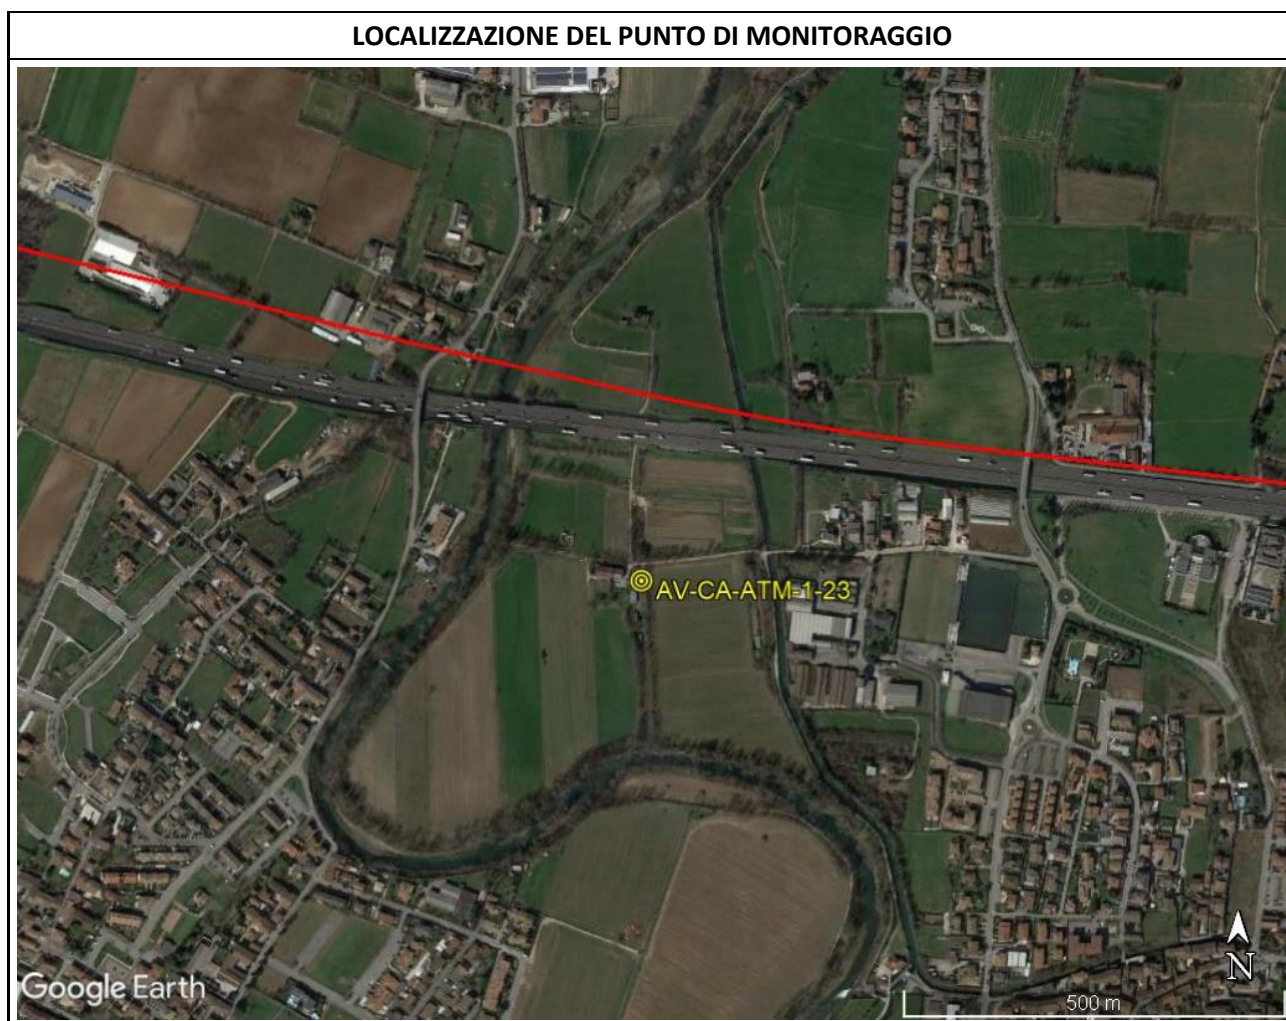 LOCALIZZAZIONE DEL PUNTO DI MONITORAGGIO
AV-CA-ATM-1-23
N
Google Earth
500 m